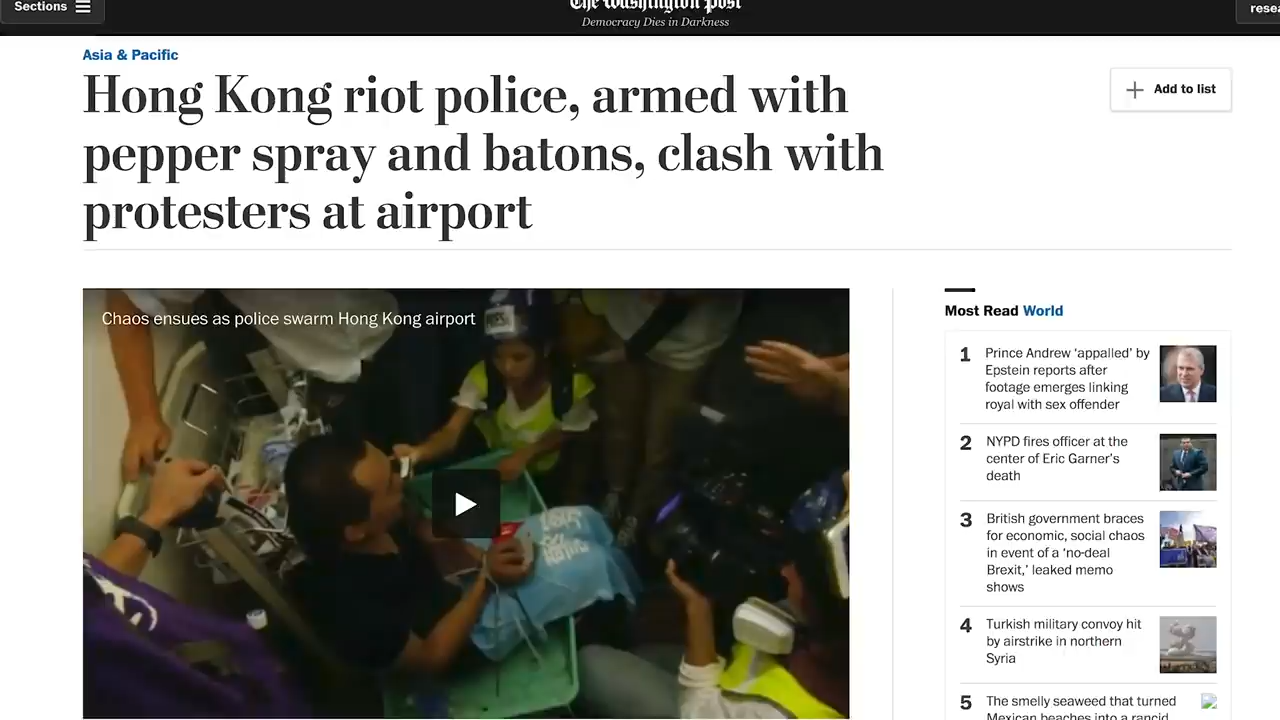 Sections
The Washington Post
Democracy Dies in Darkness
Asia & Pacific
Hong Kong riot police, armed with
pepper spray and batons, clash with
protesters at airport
Add to list
Chaos ensues as police swarm Hong Kong airport
Most Read World
1
Prince Andrew ‘appalled’ by
Epstein reports after
footage emerges linking
royal with sex offender
2
NYPD fires officer at the
center of Eric Garner’s
death
3
British government braces
for economic, social chaos
in event of a ‘no-deal
Brexit,’ leaked memo
shows
4
Turkish military convoy hit
by airstrike in northern
Syria
5
The smelly seaweed that turned
Mexican beaches into a rancid